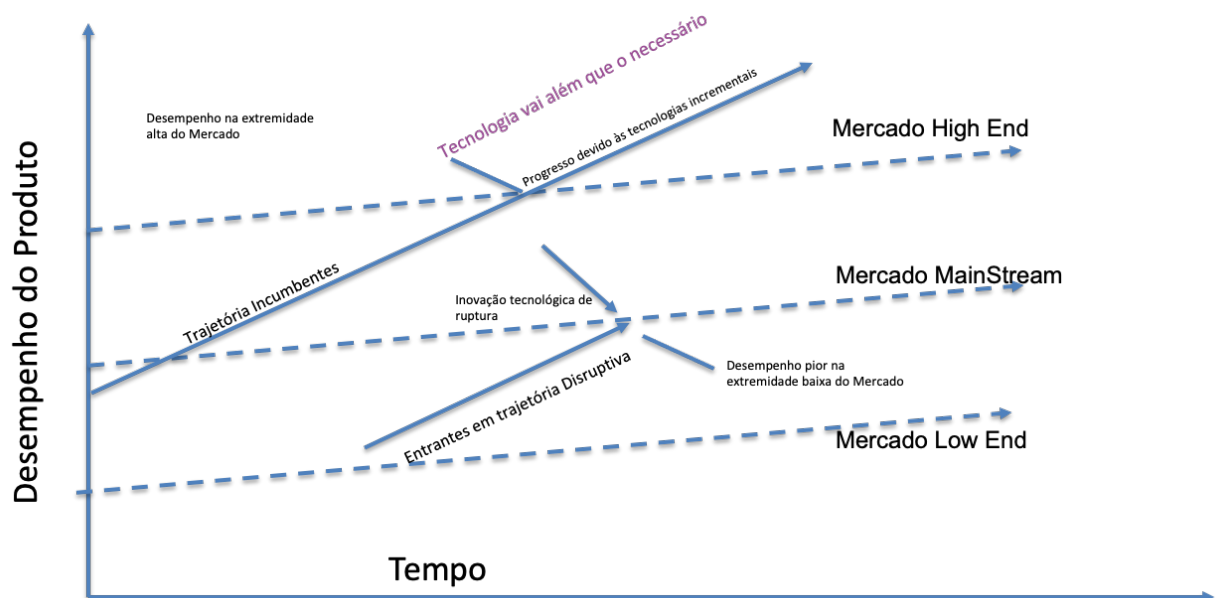 Tecnologia vai além que o necessário
Progresso devido às tecnologias incrementais
Desempenho na extremidade
alta do Mercado
Mercado High End
Desempenho do Produto
Trajetória Incumbentes
Mercado MainStream
Inovação tecnológica de
ruptura
Desempenho pior na
extremidade baixa do Mercado
Entrantes em trajetória Disruptiva
Mercado Low End
Tempo